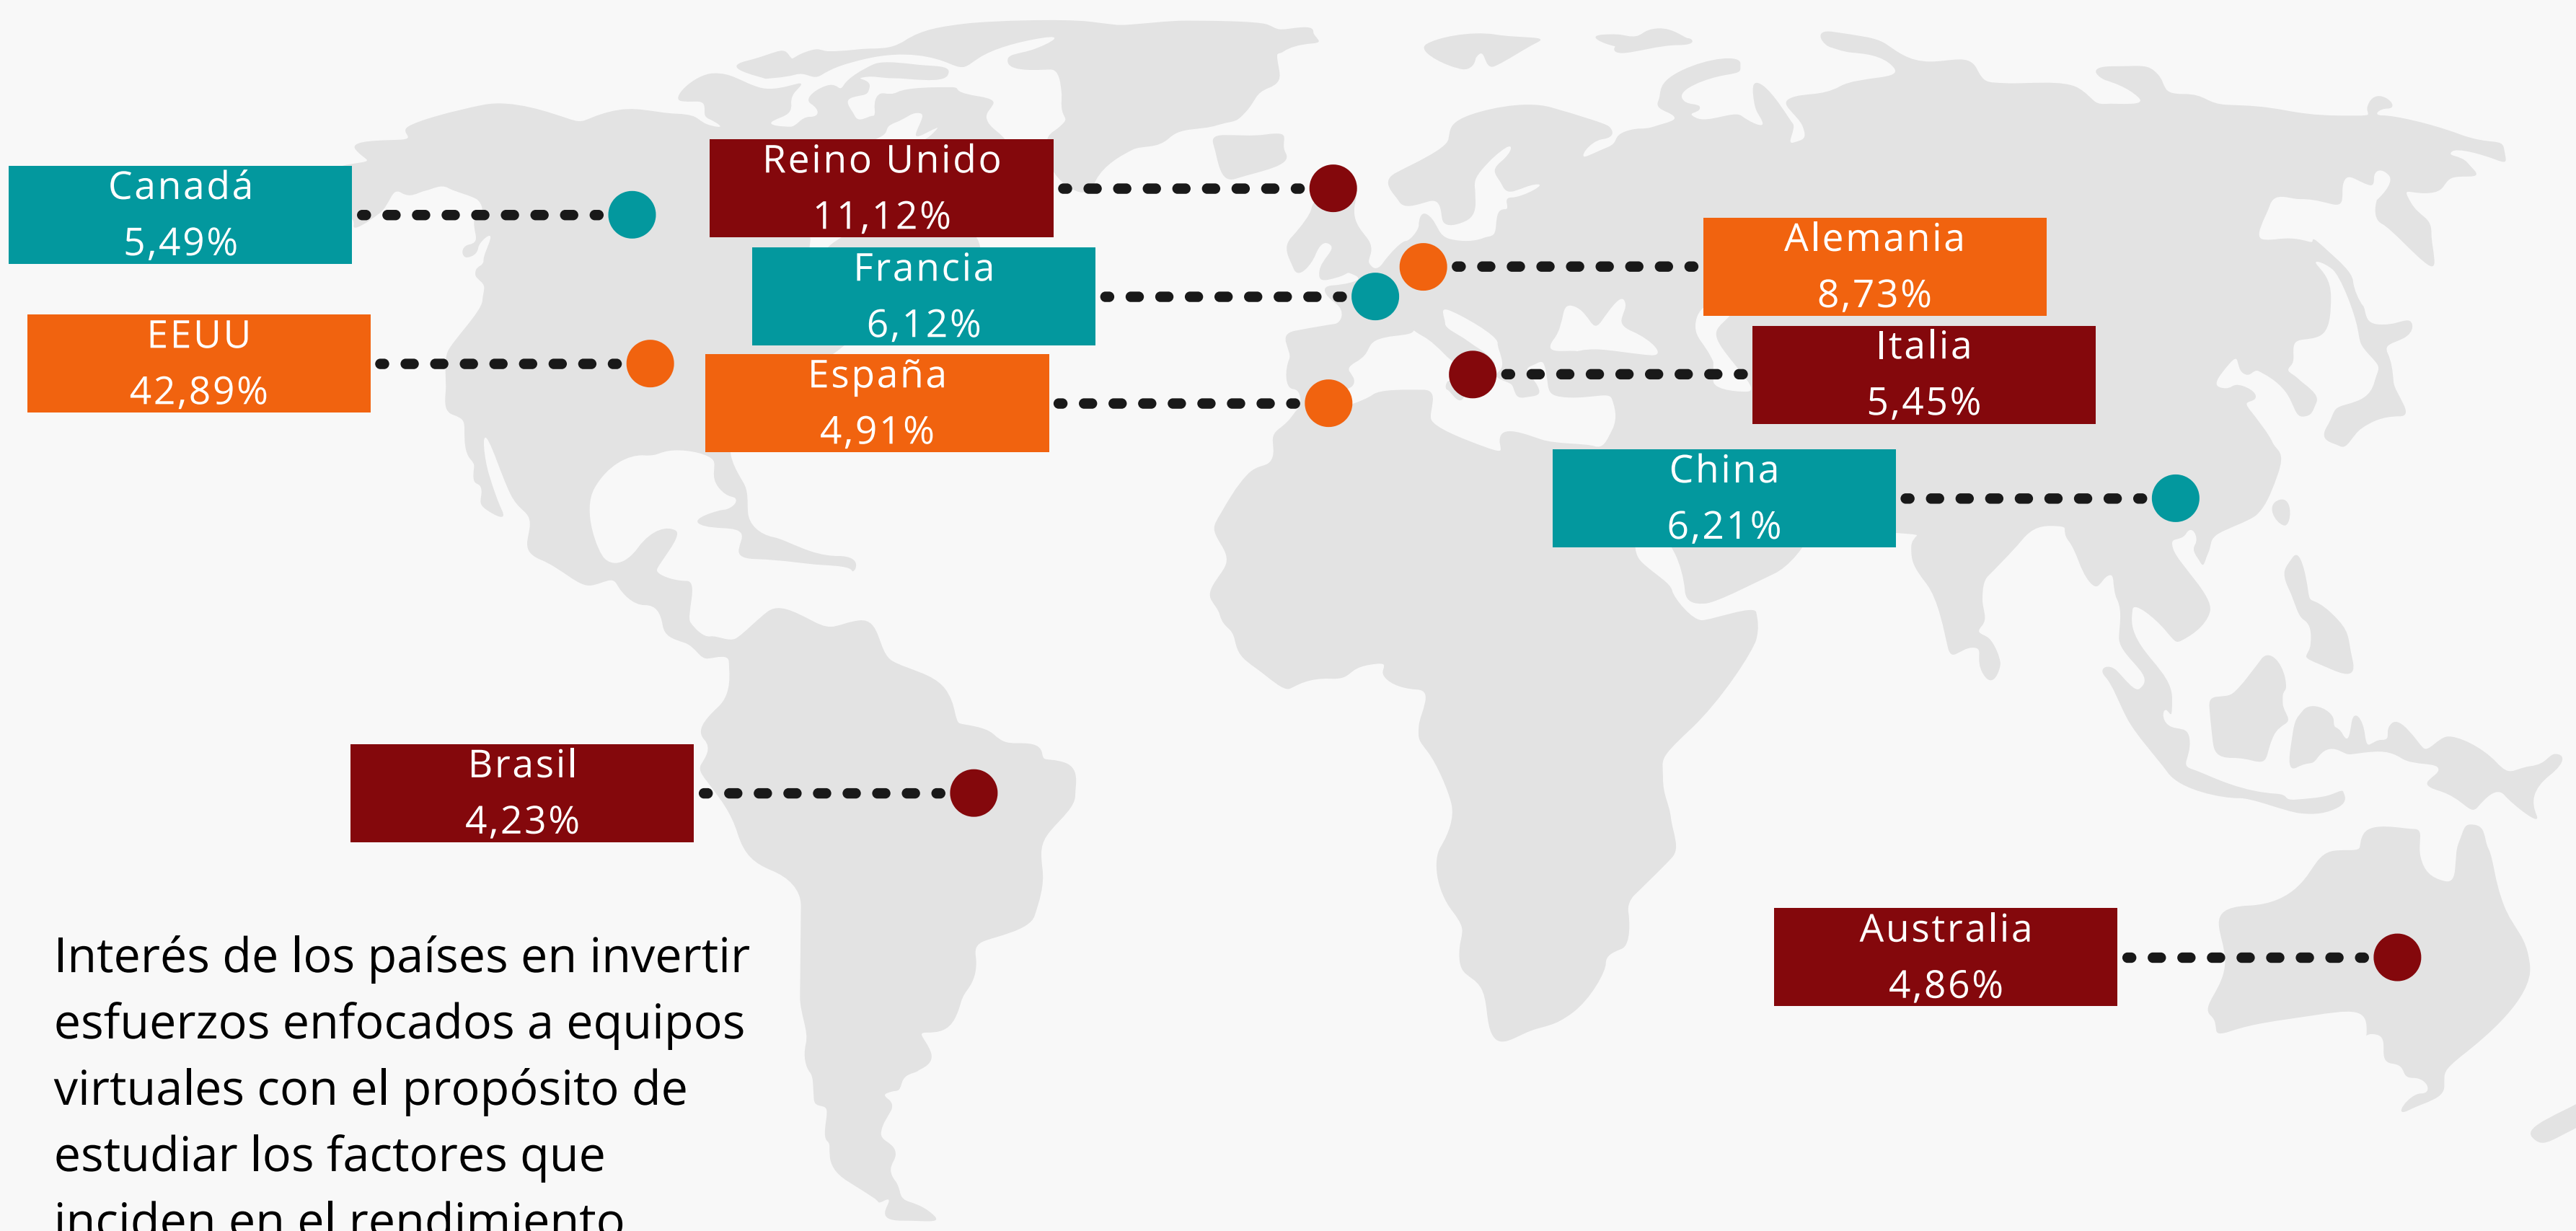 Canadá
5,49%
EEUU
42,89%
Reino Unido
11,12%
Francia
6,12%
España
4,91%
Alemania
8,73%
Italia
5,45%
China
6,21%
Brasil
4,23%
Australia
4,86%
Interés de los países en invertir
esfuerzos enfocados a equipos
virtuales con el propósito de
estudiar los factores que
inciden en el rendimiento